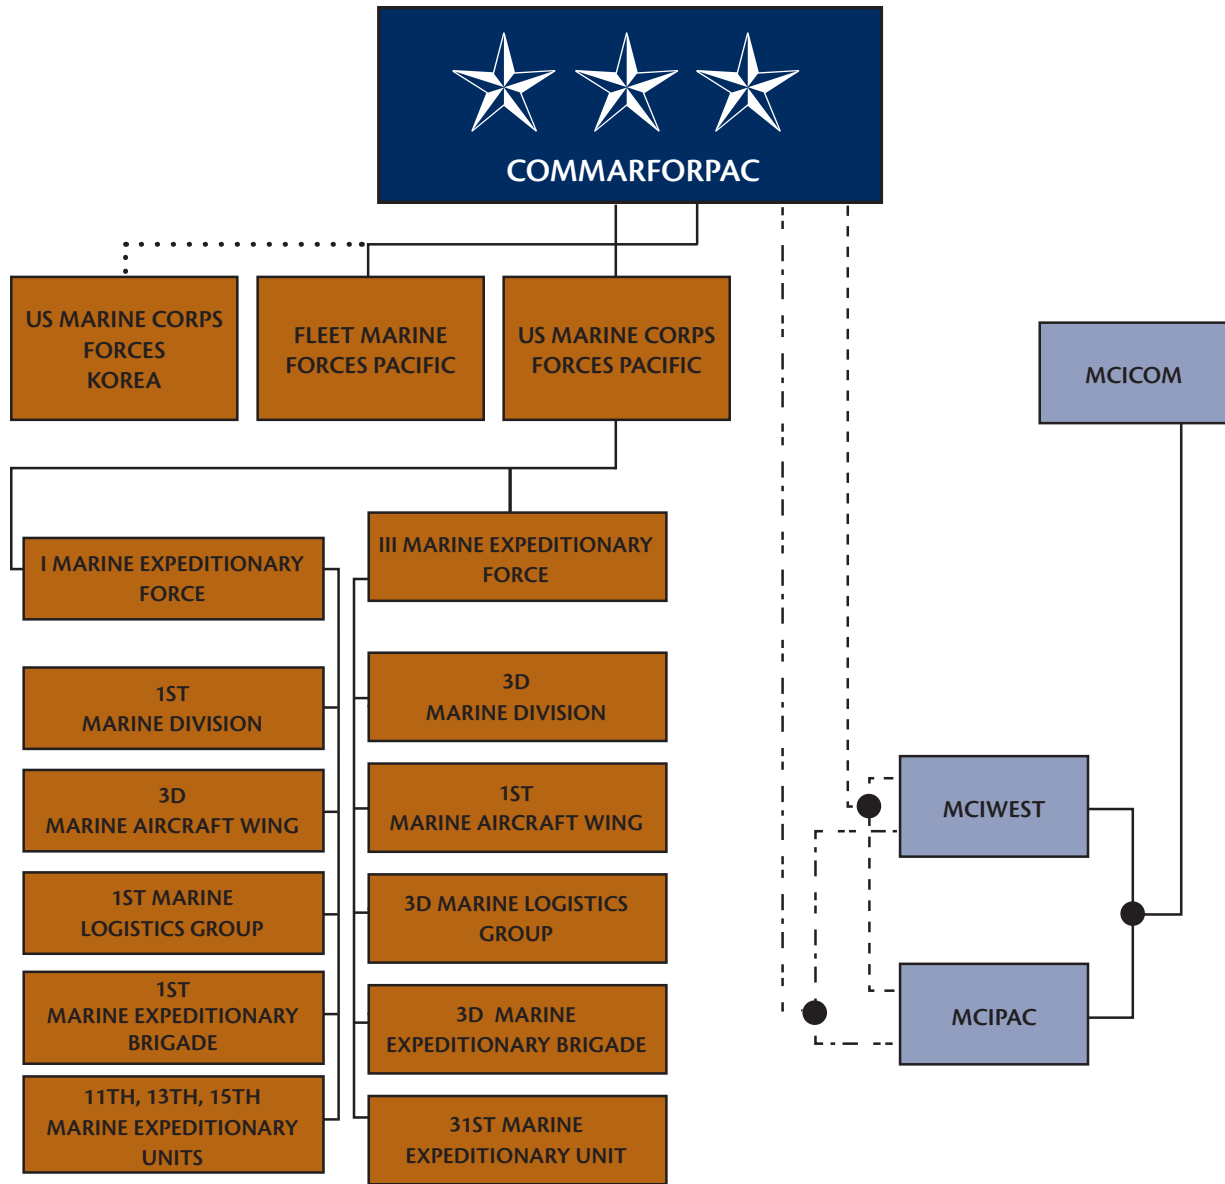 COMMARFORPAC
US MARINE CORPS
FORCES
KOREA
FLEET MARINE
FORCES PACIFIC
US MARINE CORPS
FORCES PACIFIC
MCICOM
I MARINE EXPEDITIONARY
FORCE
III MARINE EXPEDITIONARY
FORCE
1ST
MARINE DIVISION
3D
MARINE AIRCRAFT WING
1ST MARINE
LOGISTICS GROUP
1ST
MARINE EXPEDITIONARY
BRIGADE
11TH, 13TH, 15TH
MARINE EXPEDITIONARY
UNITS
3D
MARINE DIVISION
1ST
MARINE AIRCRAFT WING
3D MARINE LOGISTICS
GROUP
3D MARINE
EXPEDITIONARY BRIGADE
31ST MARINE
EXPEDITIONARY UNIT
MCIWEST
MCIPAC